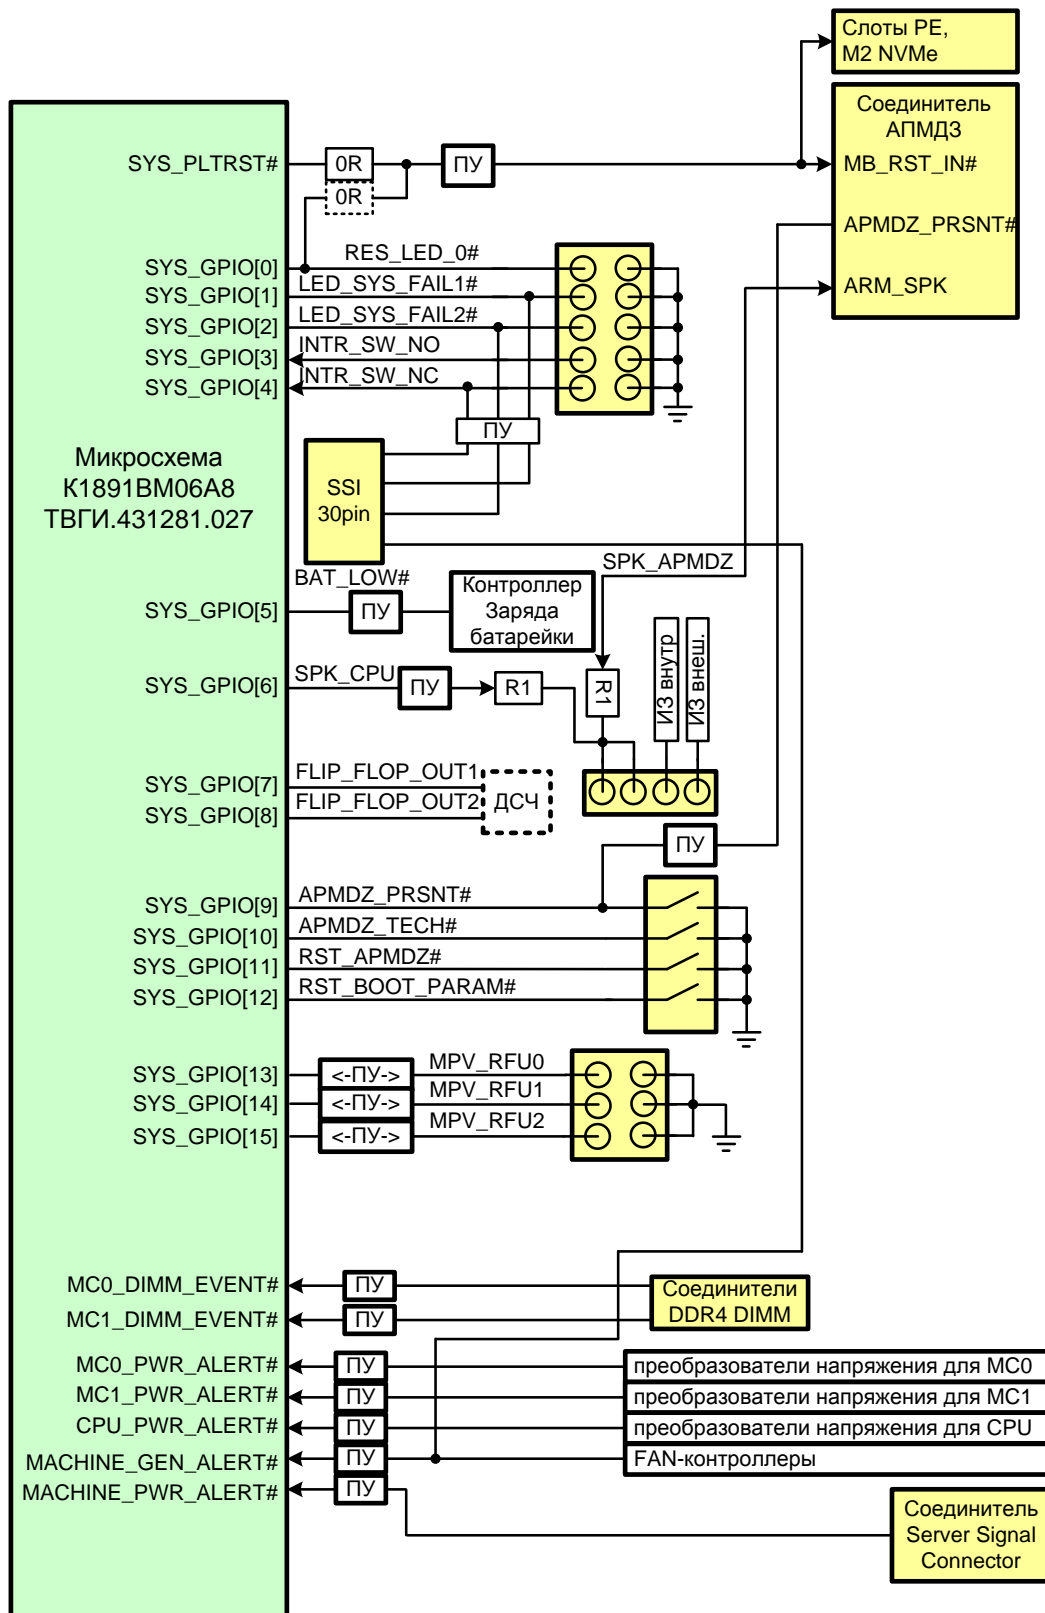 Слоты PE,
M2 NVMe
Соединитель
АПМДЗ
SYS_PLTRST#
0R
ПУ
MB_RST_IN#
0R
APMDZ_PRSNT#
RES_LED_0#
SYS_GPIO[0]
LED_SYS_FAIL1#
SYS_GPIO[1]
ARM_SPK
LED_SYS_FAIL2#
SYS_GPIO[2]
INTR_SW_NO
SYS_GPIO[3]
INTR_SW_NC
SYS_GPIO[4]
ПУ
Микросхема
К1891ВМ06А8
ТВГИ.431281.027
SSI
30pin
SPK_APMDZ
BAT_LOW#
SYS_GPIO[5]
ПУ
Контроллер
Заряда
батарейки
SPK_CPU
SYS_GPIO[6]
ПУ
R1
R1
ИЗ внутр
ИЗ внеш.
FLIP_FLOP_OUT1
SYS_GPIO[7]
FLIP_FLOP_OUT2
SYS_GPIO[8]
ДСЧ
ПУ
APMDZ_PRSNT#
SYS_GPIO[9]
APMDZ_TECH#
SYS_GPIO[10]
RST_APMDZ#
SYS_GPIO[11]
RST_BOOT_PARAM#
SYS_GPIO[12]
MPV_RFU0
SYS_GPIO[13]
<-ПУ->
MPV_RFU1
SYS_GPIO[14]
<-ПУ->
MPV_RFU2
SYS_GPIO[15]
<-ПУ->
MC0_DIMM_EVENT#
ПУ
Соединители
DDR4 DIMM
MC1_DIMM_EVENT#
ПУ
MC0_PWR_ALERT#
ПУ
преобразователи напряжения для MC0
MC1_PWR_ALERT#
ПУ
преобразователи напряжения для MC1
CPU_PWR_ALERT#
ПУ
преобразователи напряжения для CPU
MACHINE_GEN_ALERT#
ПУ
FAN-контроллеры
MACHINE_PWR_ALERT#
ПУ
Соединитель
Server Signal
Connector